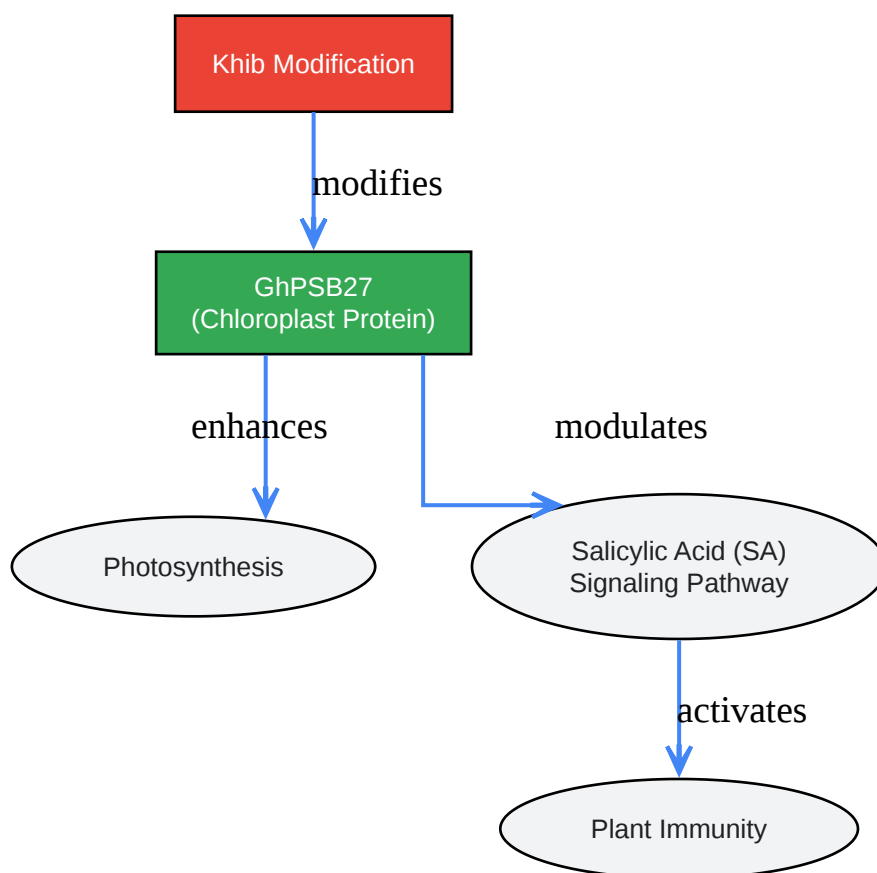 Khib Modification
modifies
GhPSB27
(Chloroplast Protein)
enhances
modulates
Photosynthesis
Salicylic Acid (SA)
Signaling Pathway
activates
Plant Immunity